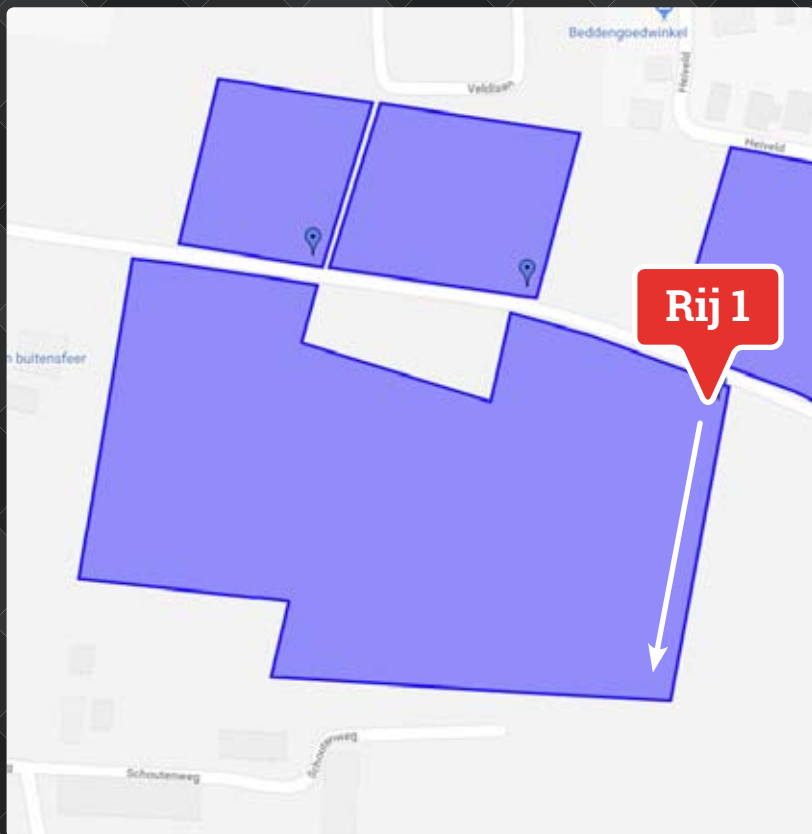 Beddengoedwinkel
Veldlaan
Heiveld
Heiveld
Rij 1
n buitensfeer
Schoutenweg
g
Schoutenweg